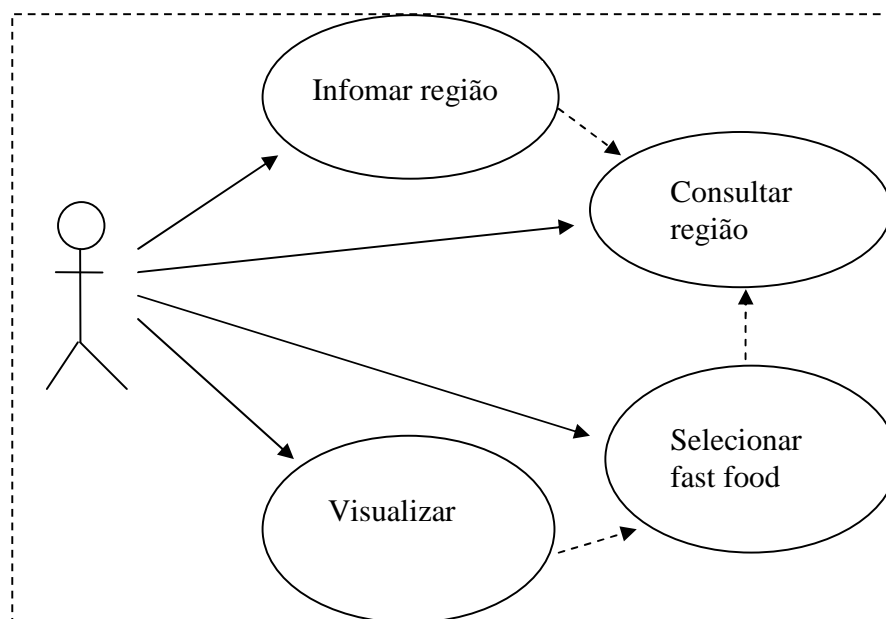 Infomar região
Consultar
região
Selecionar
fast food
Visualizar